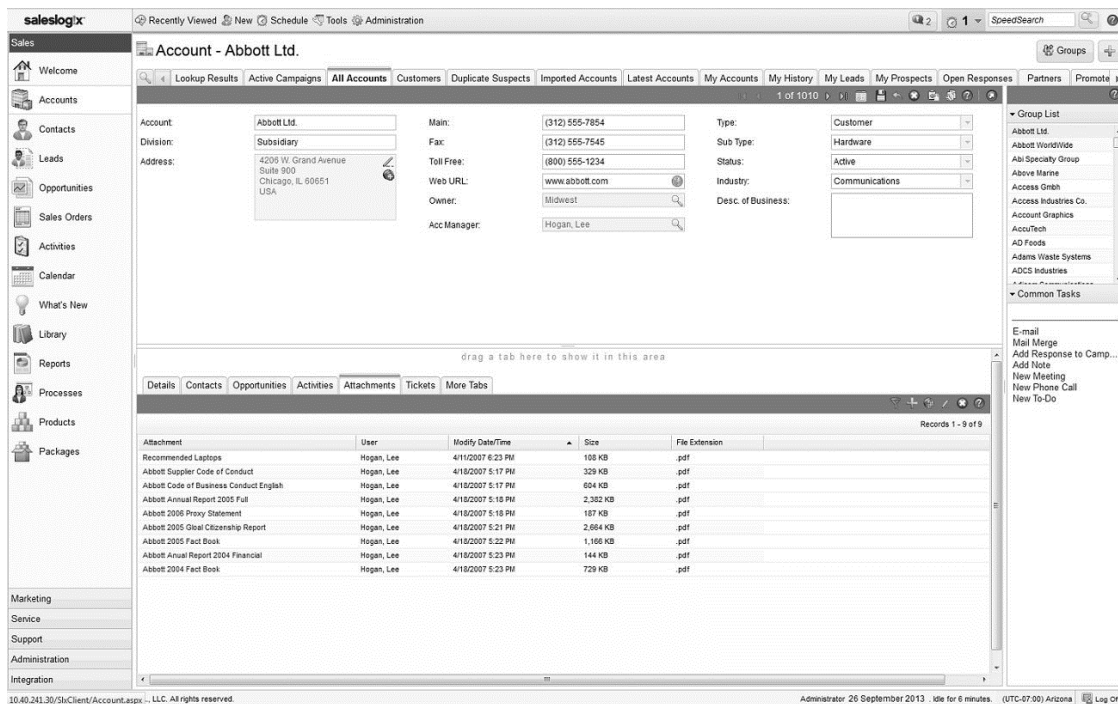 saleslogix
Recently Viewed New Schedule Tools Administration
2
1
SpeedSearch
Sales
Welcome
Accounts
Contacts
Leads
Opportunities
Sales Orders
Activities
Calendar
What's New
Library
Reports
Processes
Products
Packages
Marketing
Service
Support
Administration
Integration
Account - Abbott Ltd.
Groups
Lookup Results Active Campaigns All Accounts Customers Duplicate Suspects Imported Accounts Latest Accounts My Accounts My History My Leads My Prospects Open Responses Partners Promote
1 of 1010
Account: Abbott Ltd. Main: (312) 555-7854 Type: Customer
Division: Subsidiary Fax: (312) 555-7545 Sub Type: Hardware
Address: 4206 W. Grand Avenue Toll Free: (800) 555-1234 Status: Active
Suite 900
Chicago, IL 60651 Web URL: www.abbott.com Industry: Communications
USA
Owner: Midwest Desc. of Business:
Acc Manager: Hogan, Lee
Group List
Abbott Ltd.
Abbott WorldWide
Abi Specialty Group
Above Marine
Access Gmbh
Access Industries Co.
Account Graphics
AccuTech
AD Foods
Adams Waste Systems
ADCS Industries
Common Tasks
E-mail
Mail Merge
Add Response to Camp...
Add Note
New Meeting
New Phone Call
New To-Do
drag a tab here to show it in this area
Details Contacts Opportunities Activities Attachments Tickets More Tabs
Records 1 - 9 of 9
Attachment User Modify Date/Time Size File Extension
Recommended Laptops Hogan, Lee 4/11/2007 6:23 PM 108 KB .pdf
Abbott Supplier Code of Conduct Hogan, Lee 4/18/2007 5:17 PM 329 KB .pdf
Abbott Code of Business Conduct English Hogan, Lee 4/18/2007 5:17 PM 604 KB .pdf
Abbott Annual Report 2005 Full Hogan, Lee 4/18/2007 5:18 PM 2,382 KB .pdf
Abbott 2006 Proxy Statement Hogan, Lee 4/18/2007 5:18 PM 187 KB .pdf
Abbott 2005 Gloal Citizenship Report Hogan, Lee 4/18/2007 5:21 PM 2,664 KB .pdf
Abbott 2005 Fact Book Hogan, Lee 4/18/2007 5:22 PM 1,166 KB .pdf
Abbott Anual Report 2004 Financial Hogan, Lee 4/18/2007 5:23 PM 144 KB .pdf
Abbott 2004 Fact Book Hogan, Lee 4/18/2007 5:23 PM 729 KB .pdf
10.40.241.30/SlxClient/Account.aspx ., LLC. All rights reserved. Administrator 26 September 2013 . Idle for 6 minutes. (UTC-07:00) Arizona Log Of